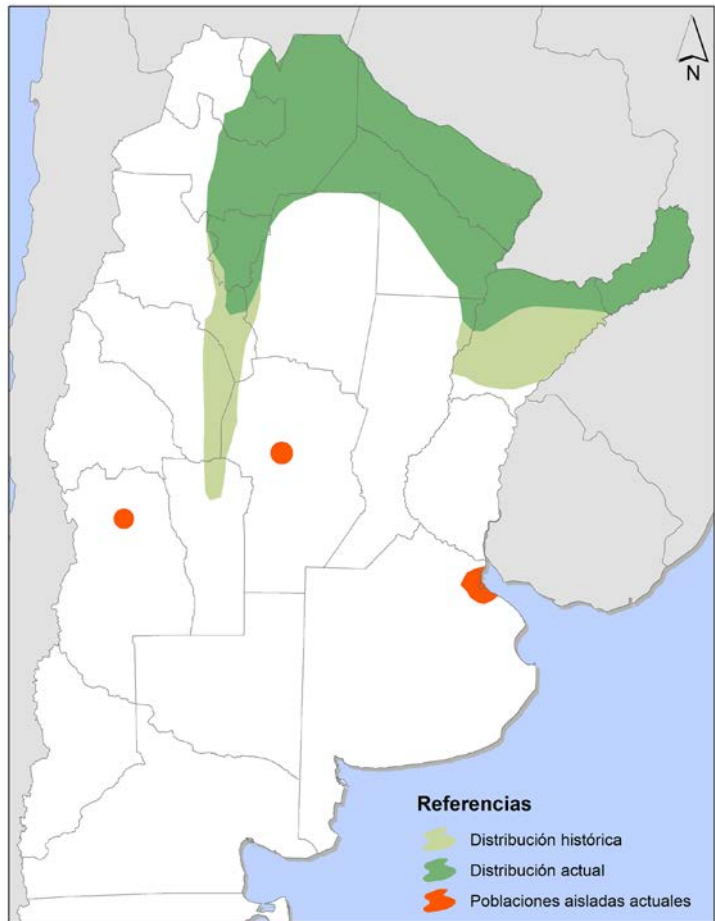 N
Referencias
Distribución histórica
Distribución actual
Poblaciones aisladas actuales